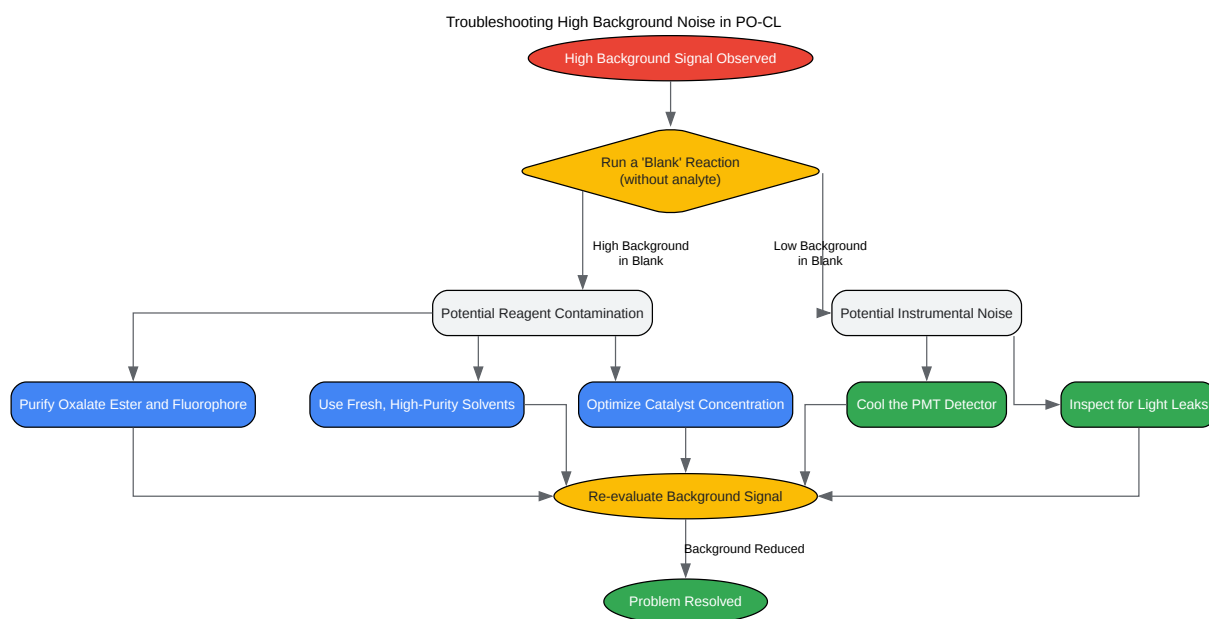 Troubleshooting High Background Noise in PO-CL
High Background Signal Observed
Run a 'Blank' Reaction
(without analyte)
High Background
in Blank
Low Background
in Blank
Potential Reagent Contamination
Potential Instrumental Noise
Purify Oxalate Ester and Fluorophore
Use Fresh, High-Purity Solvents
Optimize Catalyst Concentration
Cool the PMT Detector
Inspect for Light Leaks
Re-evaluate Background Signal
Background Reduced
Problem Resolved